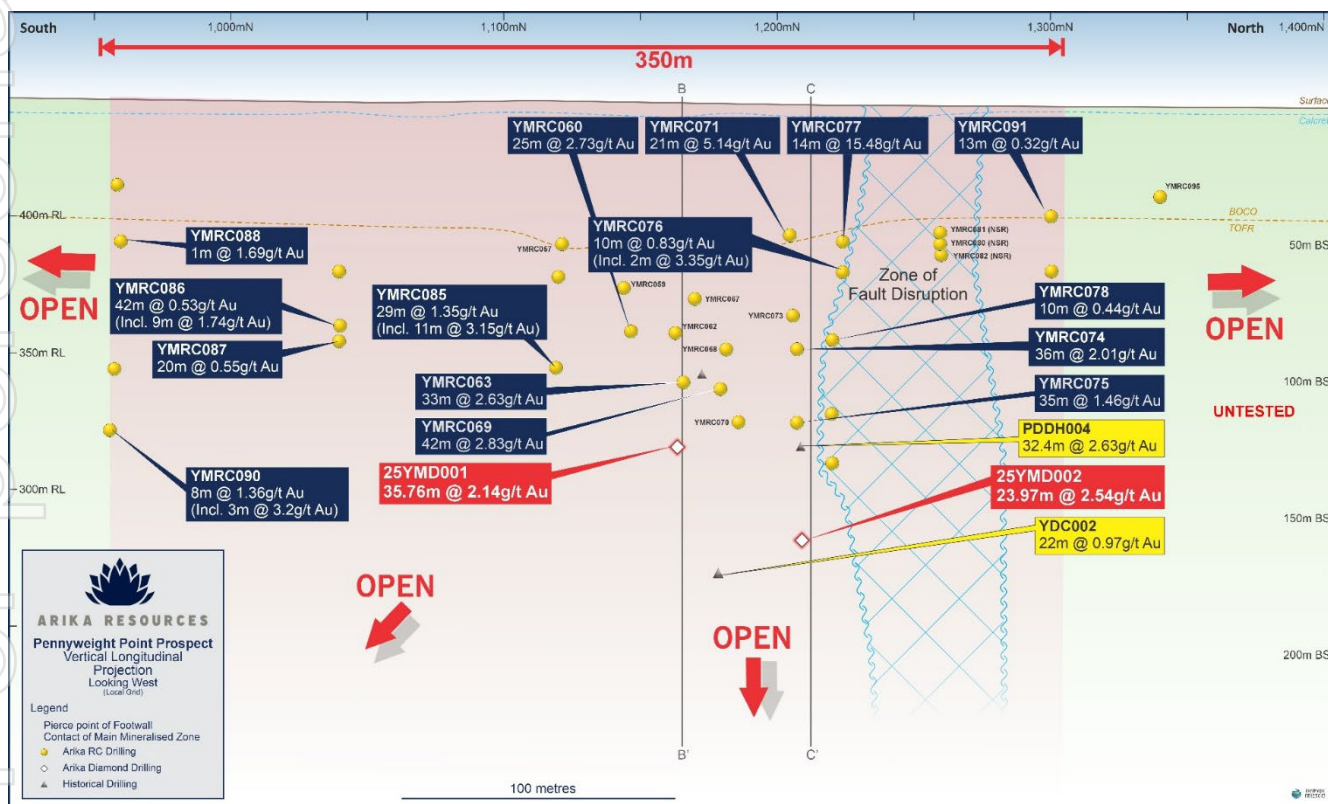 South
1,000mN
1,100mN
1,200mN
1,300mN
North
1,400mN
350m
B
C
Surface
YMRC060
25m @ 2.73g/t Au
YMRC071
21m @ 5.14g/t Au
YMRC077
14m @ 15.48g/t Au
YMRC091
13m @ 0.32g/t Au
YMRC095
400m RL
BOCO
TOFR
YMRC088
1m @ 1.69g/t Au
YMRC057
YMRC076
10m @ 0.83g/t Au
(Incl. 2m @ 3.35g/t Au)
YMRC081 (NSR)
YMRC080 (NSR)
YMRC082 (NSR)
50m BS
Zone of
Fault Disruption
OPEN
YMRC086
42m @ 0.53g/t Au
(Incl. 9m @ 1.74g/t Au)
YMRC085
29m @ 1.35g/t Au
(Incl. 11m @ 3.15g/t Au)
YMRC059
YMRC067
YMRC073
YMRC078
10m @ 0.44g/t Au
OPEN
YMRC087
20m @ 0.55g/t Au
YMRC062
YMRC068
YMRC074
36m @ 2.01g/t Au
350m RL
100m BS
YMRC063
33m @ 2.63g/t Au
YMRC075
35m @ 1.46g/t Au
UNTESTED
YMRC069
42m @ 2.83g/t Au
YMRC070
PDDH004
32.4m @ 2.63g/t Au
25YMD001
35.76m @ 2.14g/t Au
25YMD002
23.97m @ 2.54g/t Au
YMRC090
8m @ 1.36g/t Au
(Incl. 3m @ 3.2g/t Au)
300m RL
150m BS
YDC002
22m @ 0.97g/t Au
OPEN
OPEN
200m BS
ARIKA RESOURCES
Pennyweight Point Prospect
Vertical Longitudinal
Projection
Looking West
(Local Grid)
Legend
Pierce point of Footwall
Contact of Main Mineralised Zone
Arika RC Drilling
Arika Diamond Drilling
Historical Drilling
B'
C'
100 metres